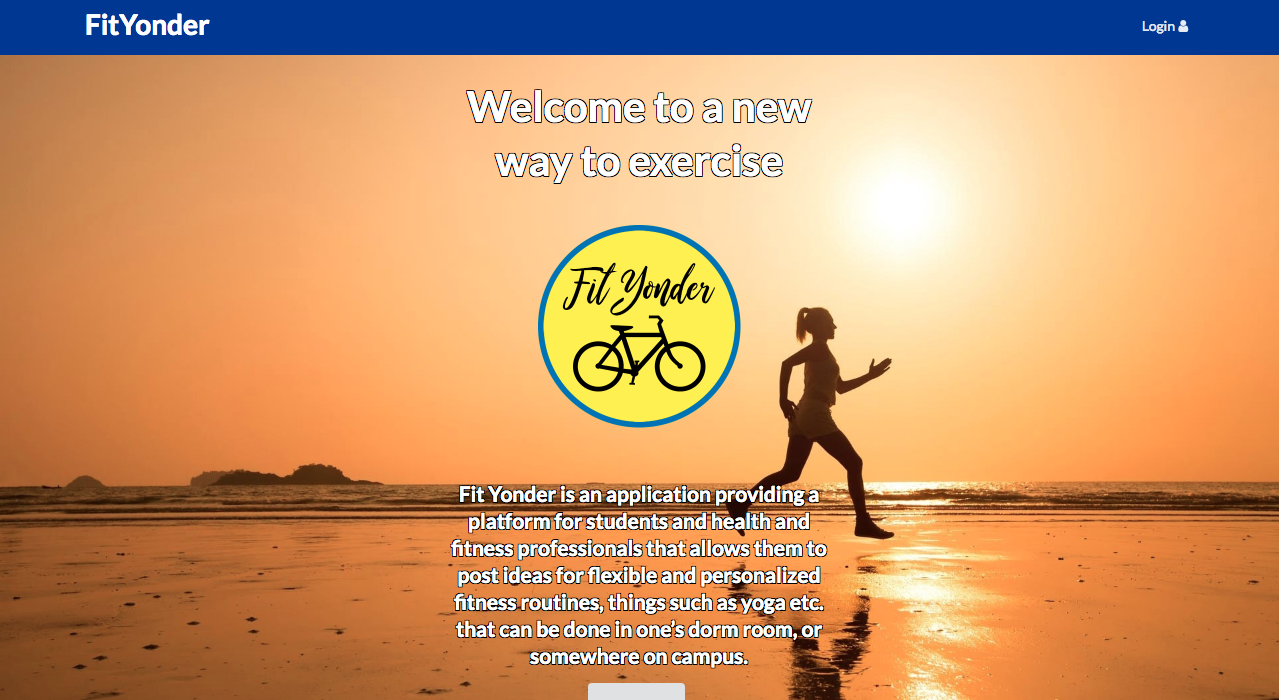 FitYonder
Login
Welcome to a new
way to exercise
Fit Yonder
Fit Yonder is an application providing a
platform for students and health and
fitness professionals that allows them to
post ideas for flexible and personalized
fitness routines, things such as yoga etc.
that can be done in one's dorm room, or
somewhere on campus.